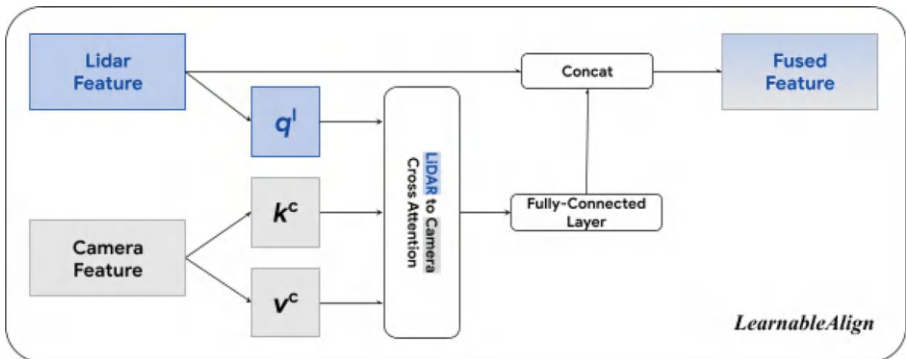 Lidar
Feature
Concat
Fused
Feature
q^l
LiDAR to Camera
Cross Attention
k^c
Fully-Connected
Layer
Camera
Feature
v^c
LearnableAlign